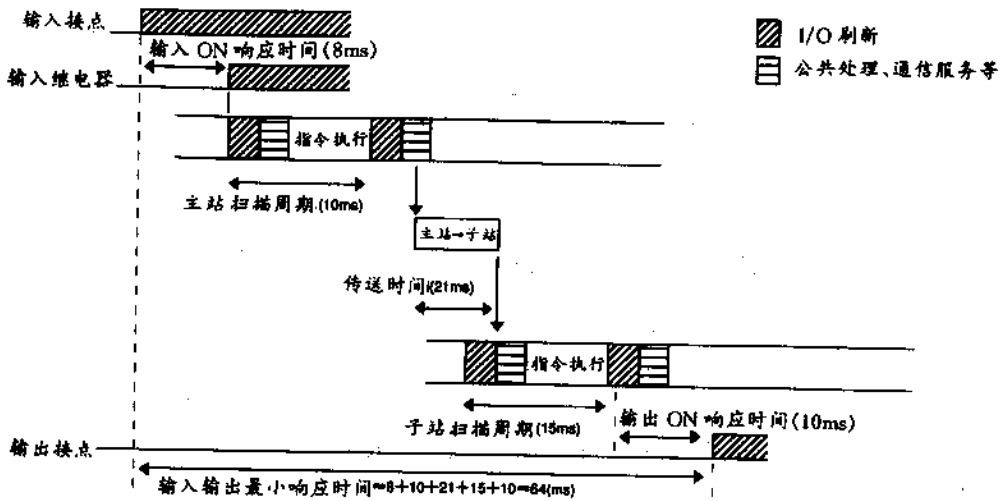 输入接点
I/O 刷新
输入 ON 响应时间(8ms)
公共处理、通信服务等
输入继电器
指令执行
主站扫描周期(10ms)
主站→子站
传送时间(21ms)
指令执行
子站扫描周期(15ms)
输出 ON 响应时间(10ms)
输出接点
输入输出最小响应时间=8+10+21+15+10=64(ms)